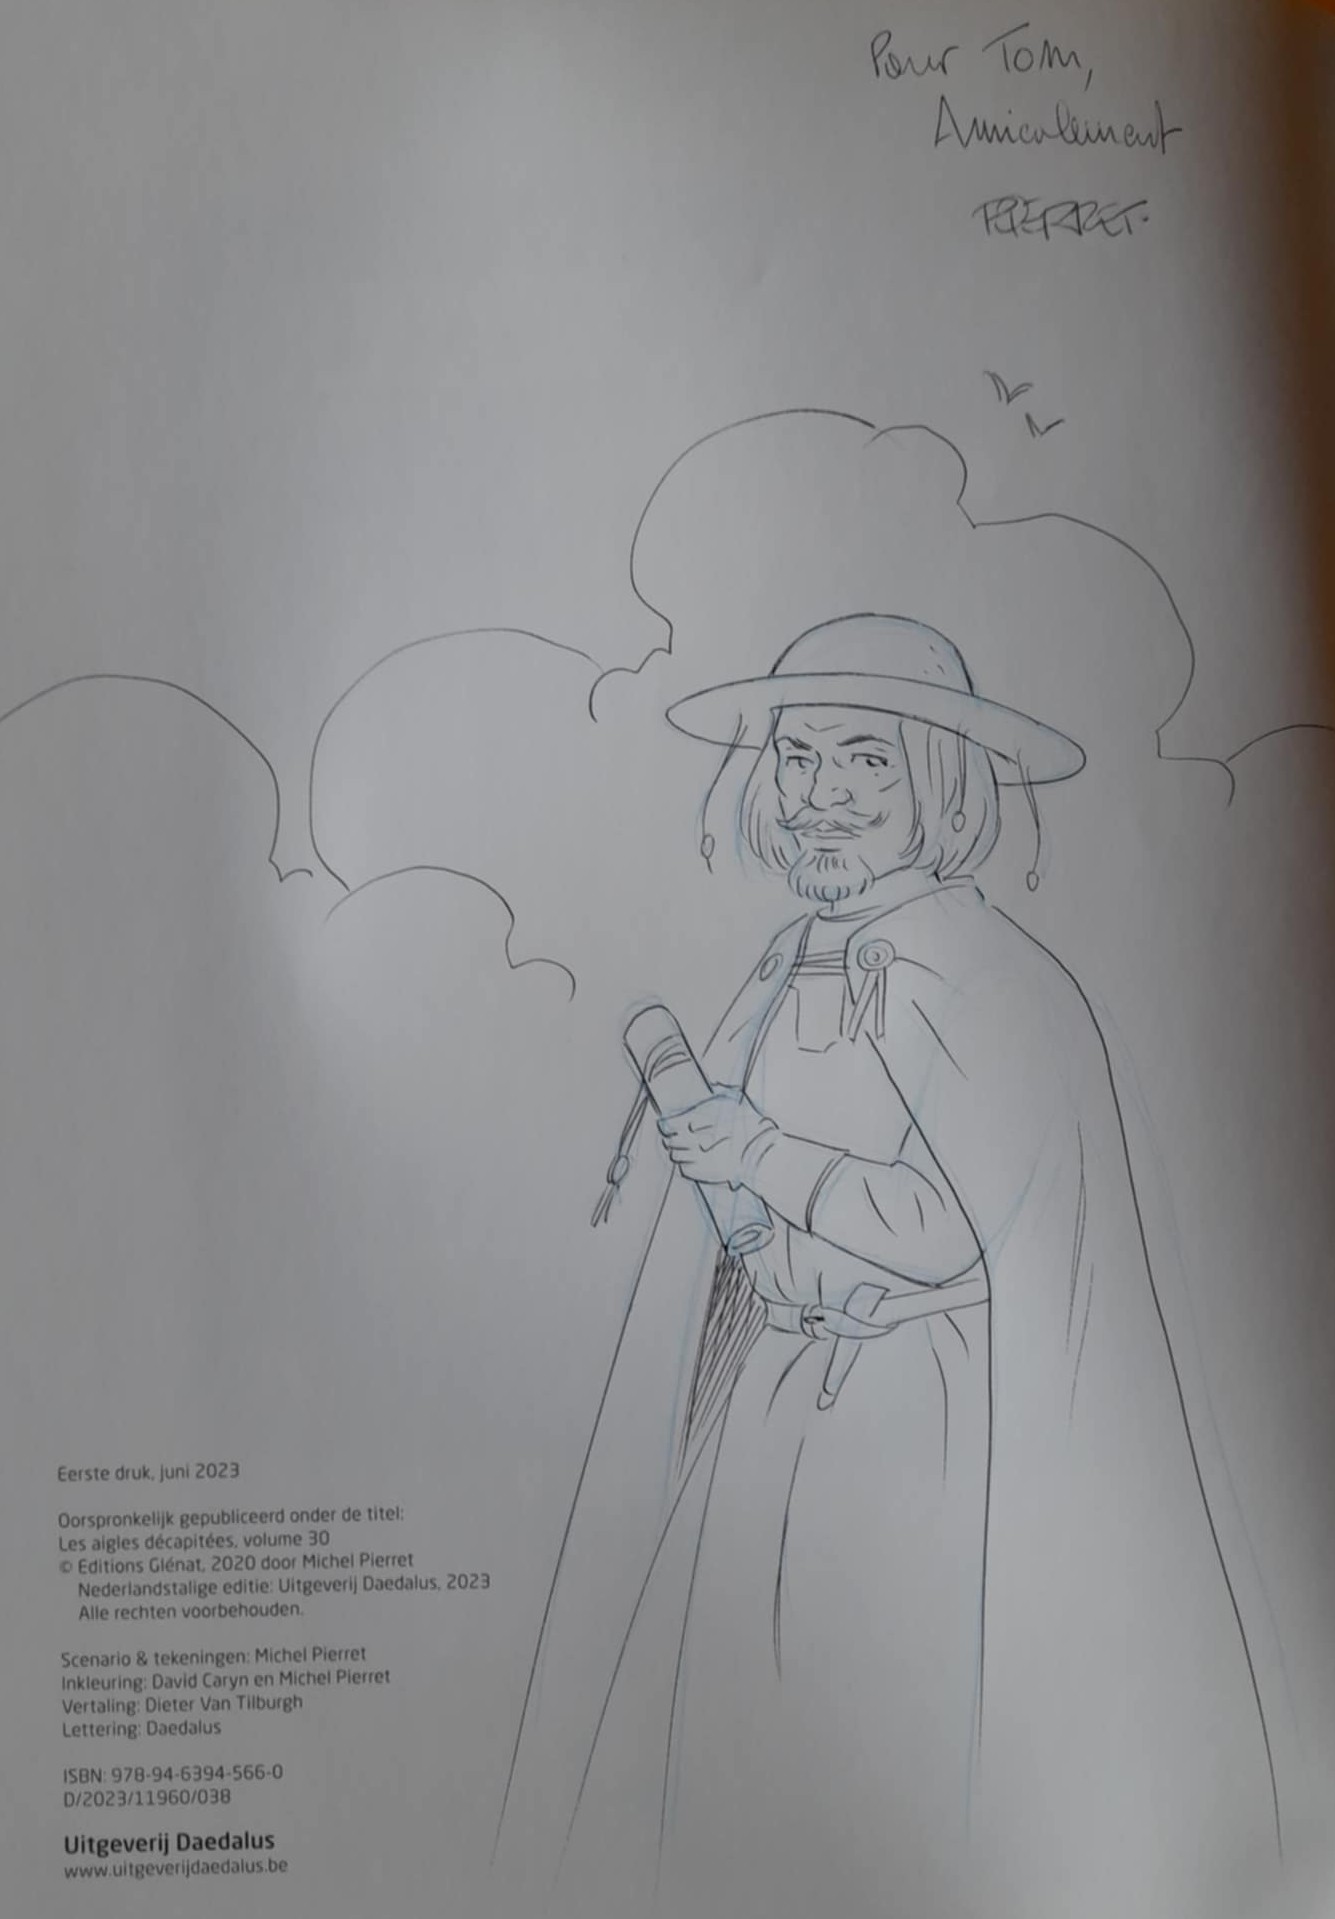 Pour Tom,
Amicalement
PIERRET.
Eerste druk, juni 2023
Oorspronkelijk gepubliceerd onder de titel:
Les aigles décapitées, volume 30
© Editions Glénat, 2020 door Michel Pierret
Nederlandstalige editie: Uitgeverij Daedalus, 2023
Alle rechten voorbehouden.
Scenario & tekeningen: Michel Pierret
Inkleuring: David Caryn en Michel Pierret
Vertaling: Dieter Van Tilburgh
Lettering: Daedalus
ISBN: 978-94-6394-566-0
D/2023/11960/038
Uitgeverij Daedalus
www.uitgeverijdaedalus.be